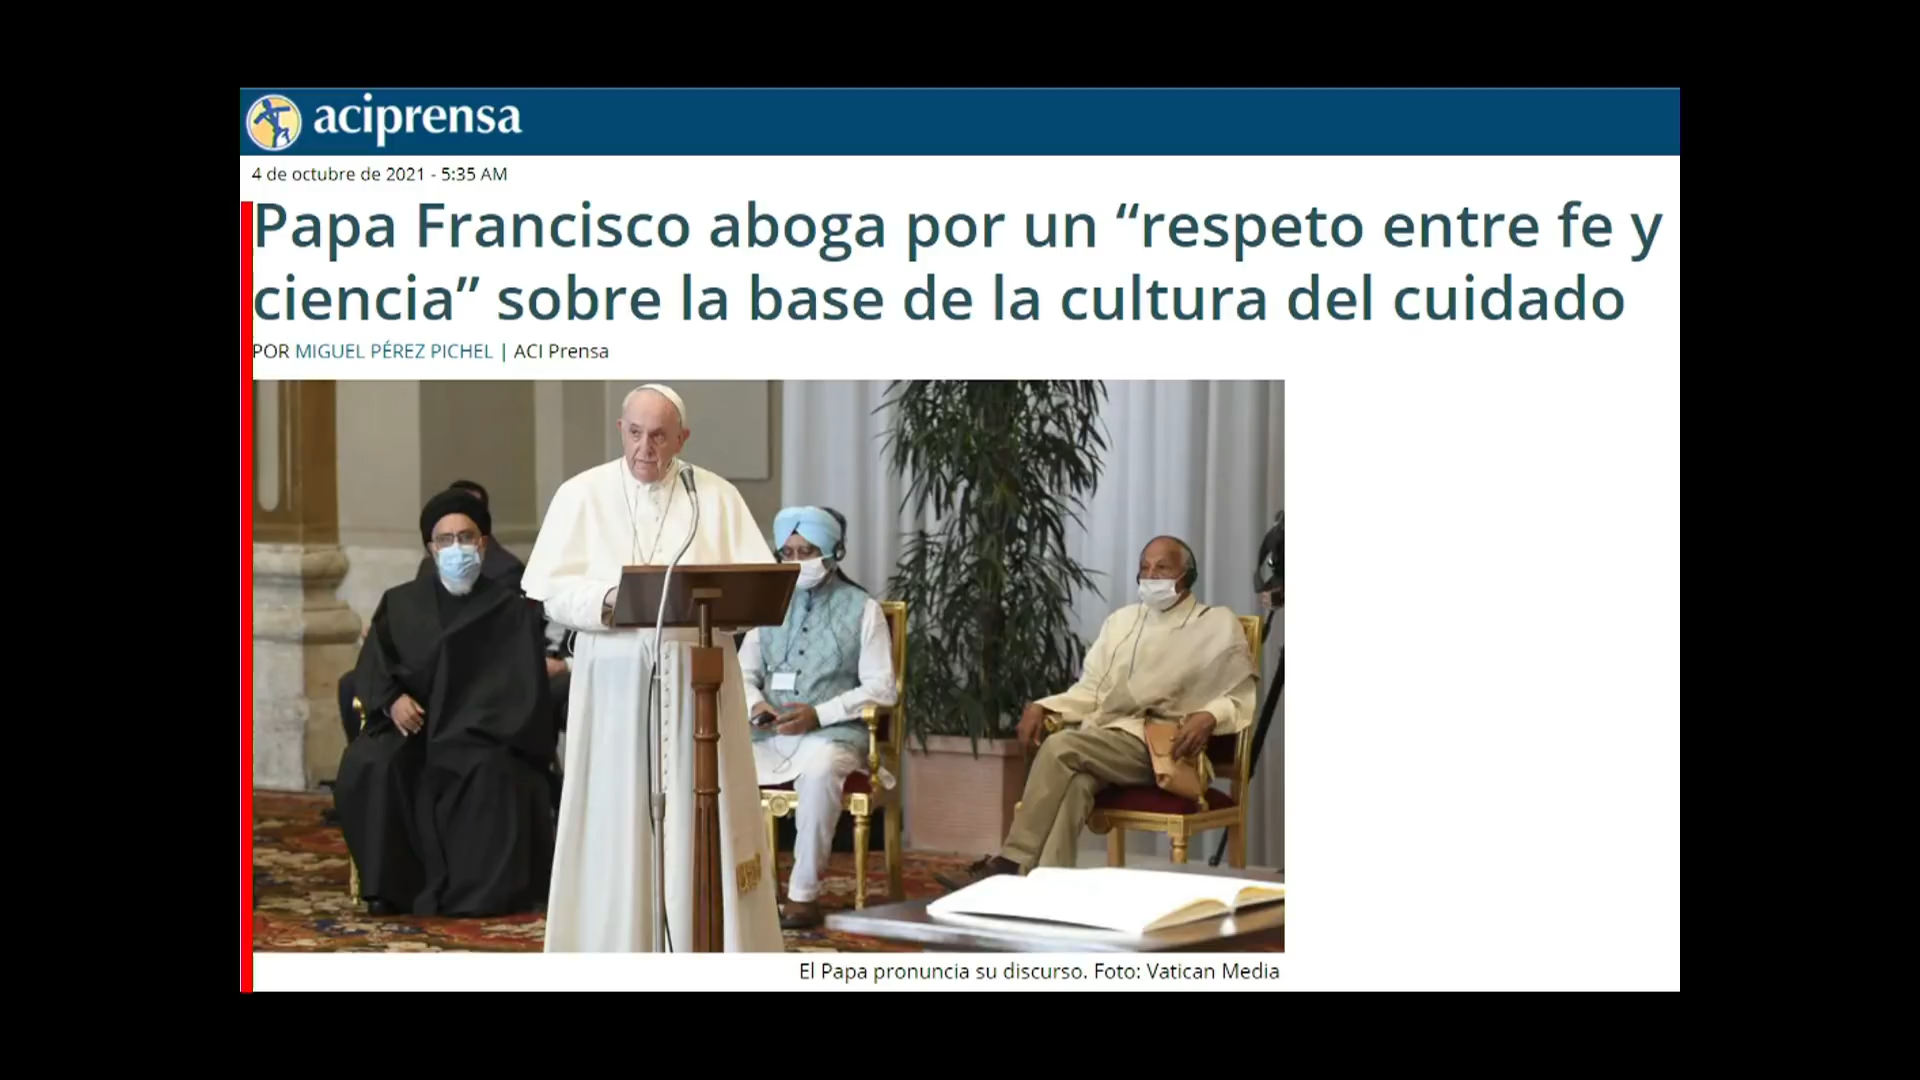 aciprensa
4 de octubre de 2021 - 5:35 AM
Papa Francisco aboga por un “respeto entre fe y
ciencia” sobre la base de la cultura del cuidado
POR MIGUEL PÉREZ PICHEL | ACI Prensa
El Papa pronuncia su discurso. Foto: Vatican Media